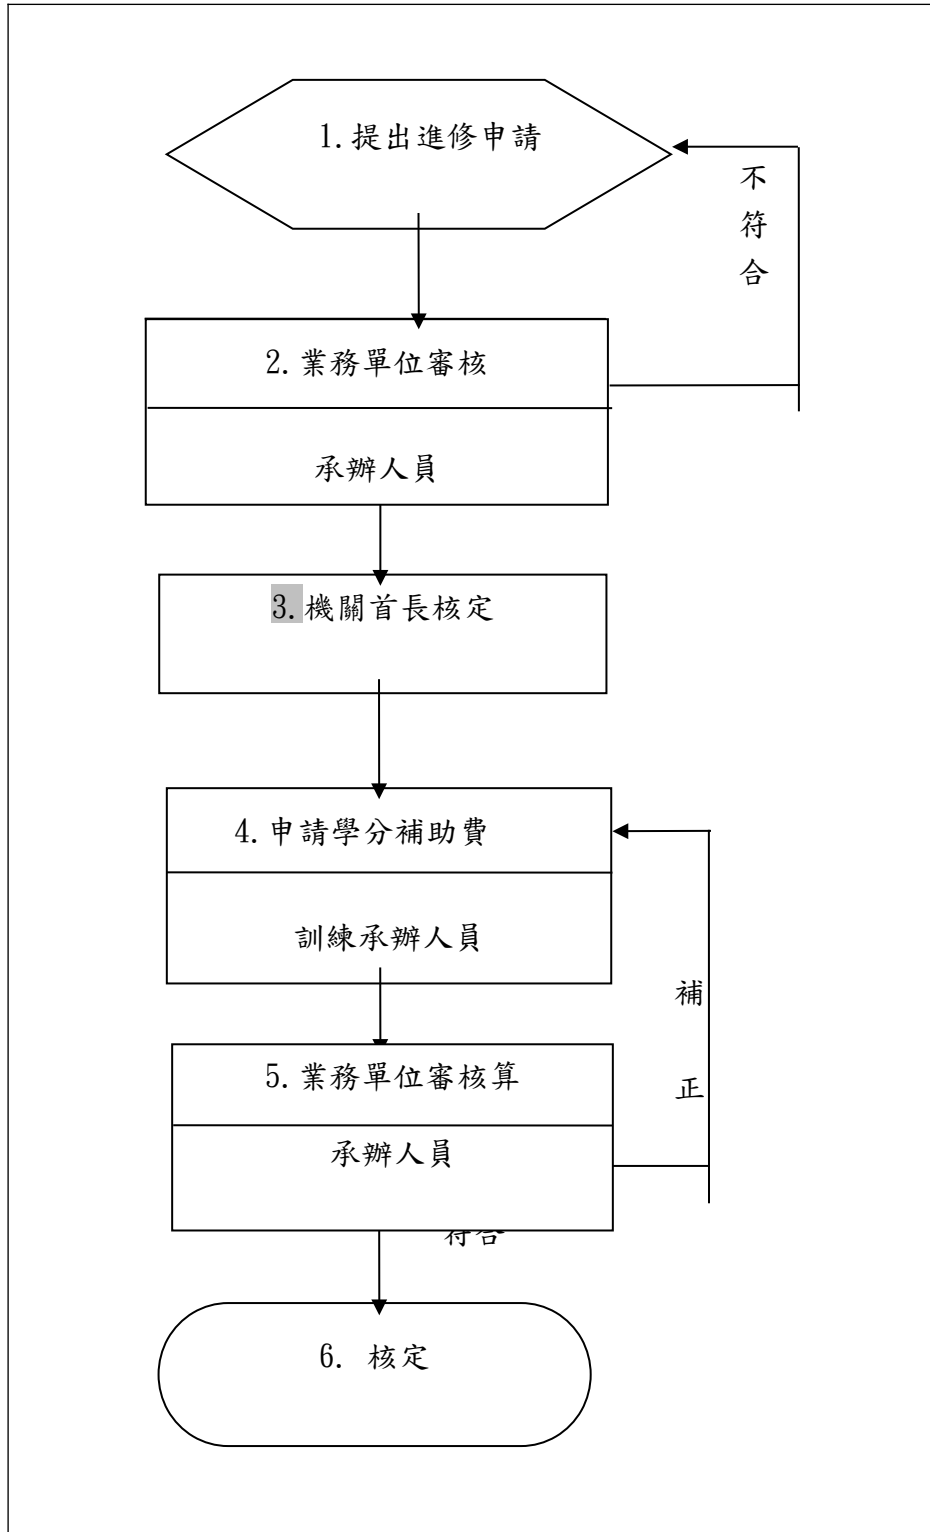 1.提出進修申請
不
符
合
2.業務單位審核
承辦人員
3.機關首長核定
4.申請學分補助費
訓練承辦人員
補
正
5.業務單位審核算
承辦人員
符合
6. 核定